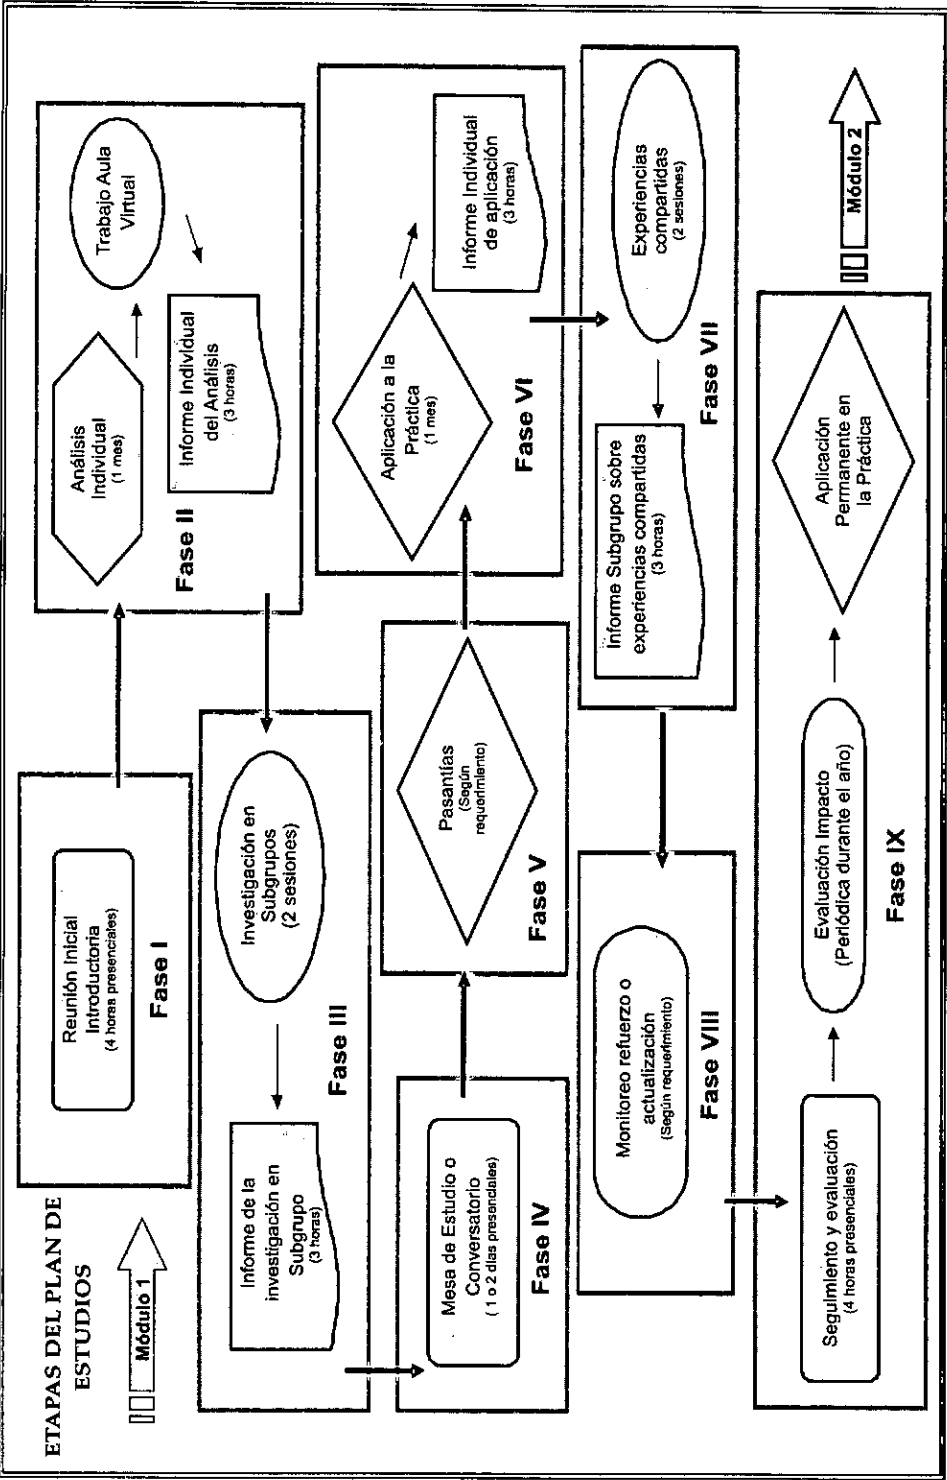 ETAPAS DEL PLAN DE
ESTUDIOS
Módulo 1
Reunión Inicial
Introductoria
(4 horas presenciales)
Fase I
Análisis
Individual
(1 mes)
Trabajo Aula
Virtual
Informe Individual
del Análisis
(3 horas)
Fase II
Investigación en
Subgrupos
(2 sesiones)
Informe de la
investigación en
Subgrupo
(3 horas)
Fase III
Mesa de Estudio o
Conversatorio
( 1 o 2 días presenciales)
Fase IV
Pasantías
(Según
requerimiento)
Fase V
Aplicación a la
Práctica
(1 mes)
Informe Individual
de aplicación
(3 horas)
Fase VI
Experiencias
compartidas
(2 sesiones)
Informe Subgrupo sobre
experiencias compartidas
(3 horas)
Fase VII
Monitoreo refuerzo o
actualización
(Según requerimiento)
Fase VIII
Seguimiento y evaluación
(4 horas presenciales)
Evaluación Impacto
(Periódica durante el año)
Aplicación
Permanente en
la Práctica
Fase IX
Módulo 2